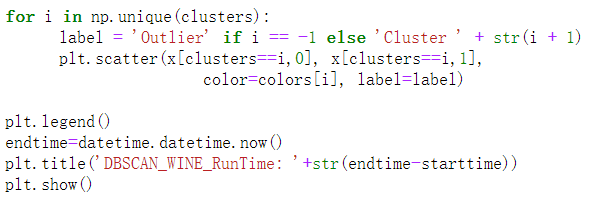 for i in np.unique(clusters):
    label = 'Outlier' if i == -1 else 'Cluster ' + str(i + 1)
    plt.scatter(x[clusters==i,0], x[clusters==i,1],
                color=colors[i], label=label)

plt.legend()
endtime=datetime.datetime.now()
plt.title('DBSCAN_WINE_RunTime: '+str(endtime-starttime))
plt.show()